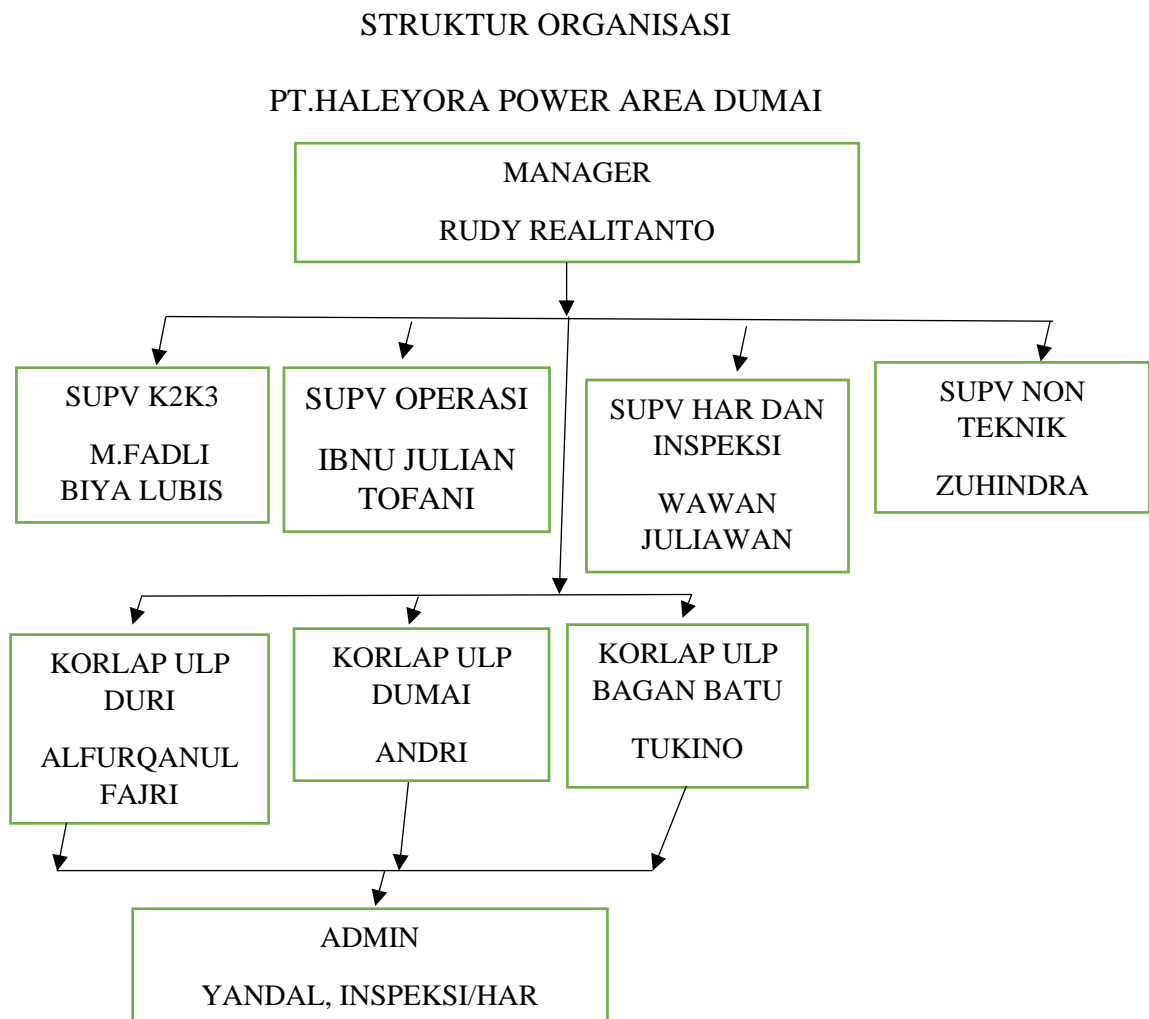 STRUKTUR ORGANISASI
PT.HALEYORA POWER AREA DUMAI
MANAGER
RUDY REALITANTO
SUPV K2K3
M.FADLI
BIYA LUBIS
SUPV OPERASI
IBNU JULIAN
TOFANI
SUPV HAR DAN
INSPEKSI
WAWAN
JULIAWAN
SUPV NON
TEKNIK
ZUHINDRA
KORLAP ULP
DURI
ALFURQANUL
FAJRI
KORLAP ULP
DUMAI
ANDRI
KORLAP ULP
BAGAN BATU
TUKINO
ADMIN
YANDAL, INSPEKSI/HAR